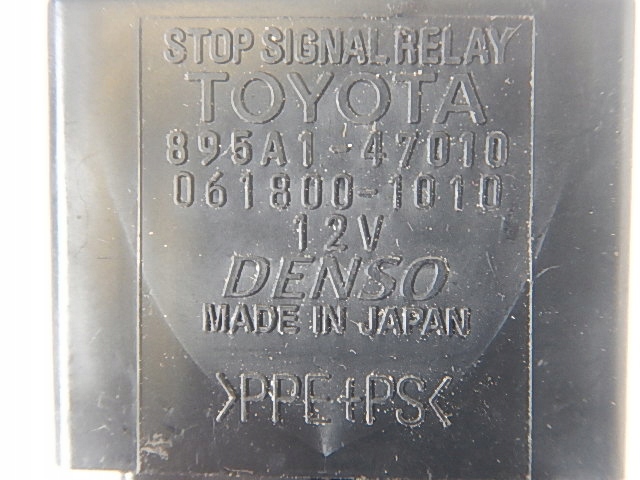 STOP SIGNAL RELAY
TOYOTA
895A1-47010
061800-1010
12V
DENSO
MADE IN JAPAN
>PPE+PS<